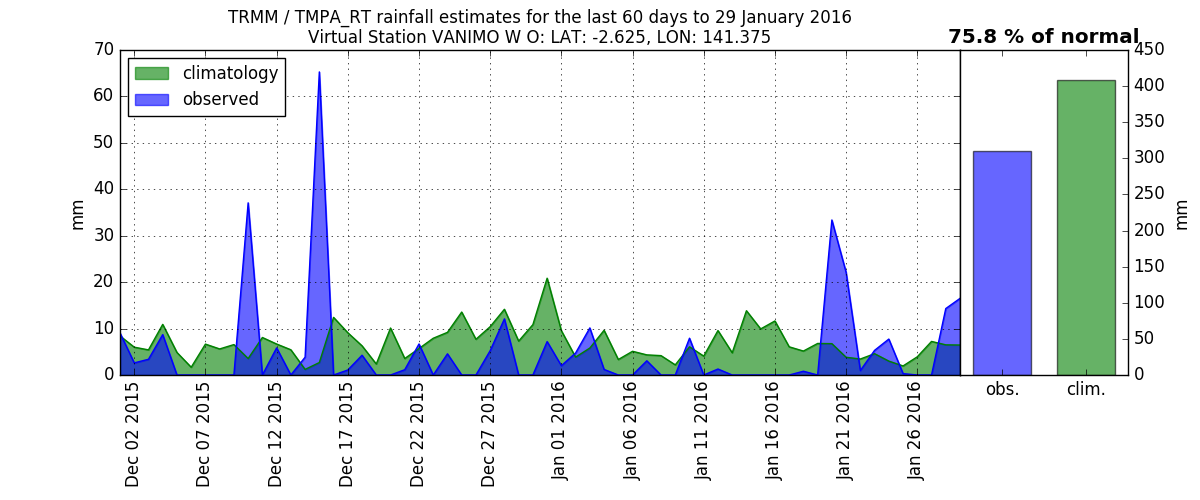 TRMM / TMPA_RT rainfall estimates for the last 60 days to 29 January 2016
Virtual Station VANIMO W O: LAT: -2.625, LON: 141.375
75.8 % of normal
climatology
observed
mm
70
60
50
40
30
20
10
0
Dec 02 2015
Dec 07 2015
Dec 12 2015
Dec 17 2015
Dec 22 2015
Dec 27 2015
Jan 01 2016
Jan 06 2016
Jan 11 2016
Jan 16 2016
Jan 21 2016
Jan 26 2016
obs.
clim.
450
400
350
300
250
200
150
100
50
0
mm